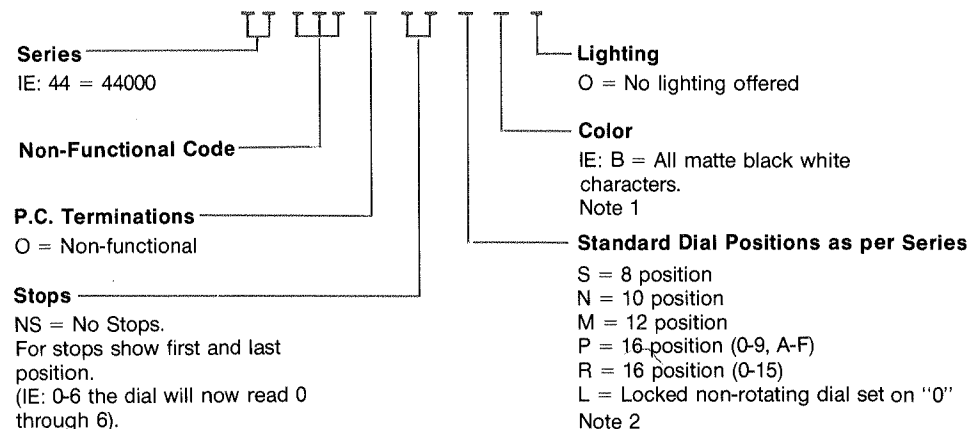 Series
IE: 44 = 44000
Non-Functional Code
P.C. Terminations
O = Non-functional
Stops
NS = No Stops.
For stops show first and last
position.
(IE: 0-6 the dial will now read 0
through 6).
Lighting
O = No lighting offered
Color
IE: B = All matte black white
characters.
Note 1
Standard Dial Positions as per Series
S = 8 position
N = 10 position
M = 12 position
P = 16 position (0-9, A-F)
R = 16 position (0-15)
L = Locked non-rotating dial set on "0"
Note 2